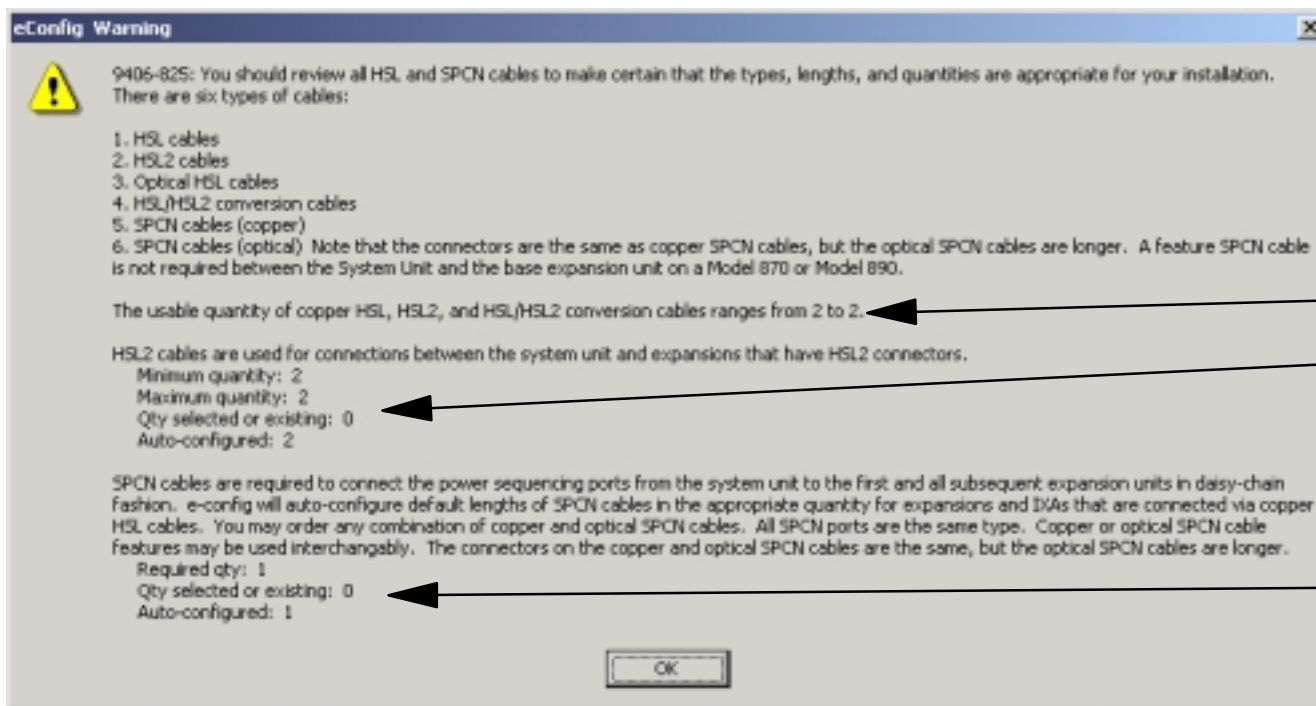 eConfig Warning
9406-825: You should review all HSL and SPCN cables to make certain that the types, lengths, and quantities are appropriate for your installation.
There are six types of cables:
1. HSL cables
2. HSL2 cables
3. Optical HSL cables
4. HSL/HSL2 conversion cables
5. SPCN cables (copper)
6. SPCN cables (optical) Note that the connectors are the same as copper SPCN cables, but the optical SPCN cables are longer. A feature SPCN cable
is not required between the System Unit and the base expansion unit on a Model 870 or Model 890.
The usable quantity of copper HSL, HSL2, and HSL/HSL2 conversion cables ranges from 2 to 2.
HSL2 cables are used for connections between the system unit and expansions that have HSL2 connectors.
Minimum quantity: 2
Maximum quantity: 2
Qty selected or existing: 0
Auto-configured: 2
SPCN cables are required to connect the power sequencing ports from the system unit to the first and all subsequent expansion units in daisy-chain
fashion. e-config will auto-configure default lengths of SPCN cables in the appropriate quantity for expansions and IXAs that are connected via copper
HSL cables. You may order any combination of copper and optical SPCN cables. All SPCN ports are the same type. Copper or optical SPCN cable
features may be used interchangably. The connectors on the copper and optical SPCN cables are the same, but the optical SPCN cables are longer.
Required qty: 1
Qty selected or existing: 0
Auto-configured: 1
OK